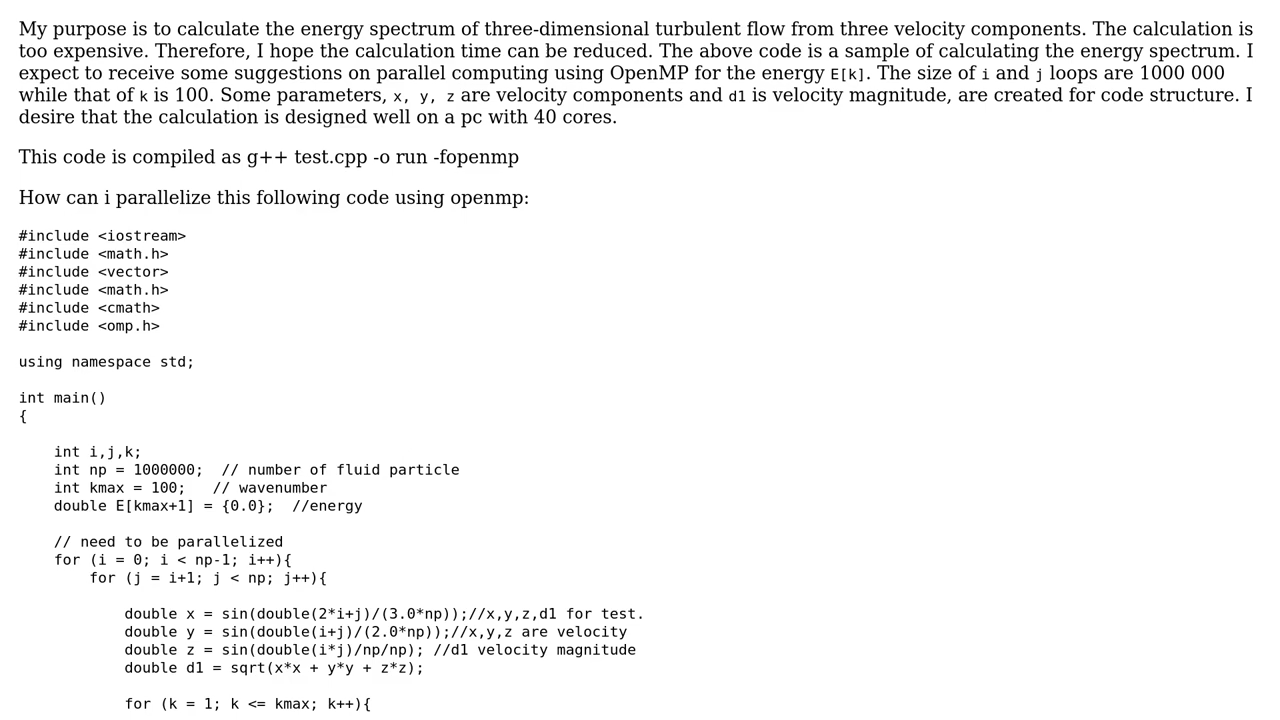 My purpose is to calculate the energy spectrum of three-dimensional turbulent flow from three velocity components. The calculation is
too expensive. Therefore, I hope the calculation time can be reduced. The above code is a sample of calculating the energy spectrum. I
expect to receive some suggestions on parallel computing using OpenMP for the energy E[k]. The size of i and j loops are 1000 000
while that of k is 100. Some parameters, x, y, z are velocity components and d1 is velocity magnitude, are created for code structure. I
desire that the calculation is designed well on a pc with 40 cores.
This code is compiled as g++ test.cpp -o run -fopenmp
How can i parallelize this following code using openmp:
#include <iostream>
#include <math.h>
#include <vector>
#include <math.h>
#include <cmath>
#include <omp.h>
using namespace std;
int main()
{
    int i,j,k;
    int np = 1000000;  // number of fluid particle
    int kmax = 100;   // wavenumber
    double E[kmax+1] = {0.0};  //energy
    // need to be parallelized
    for (i = 0; i < np-1; i++){
        for (j = i+1; j < np; j++){
            double x = sin(double(2*i+j)/(3.0*np));//x,y,z,d1 for test.
            double y = sin(double(i+j)/(2.0*np));//x,y,z are velocity
            double z = sin(double(i*j)/np/np); //d1 velocity magnitude
            double d1 = sqrt(x*x + y*y + z*z);
            for (k = 1; k <= kmax; k++){